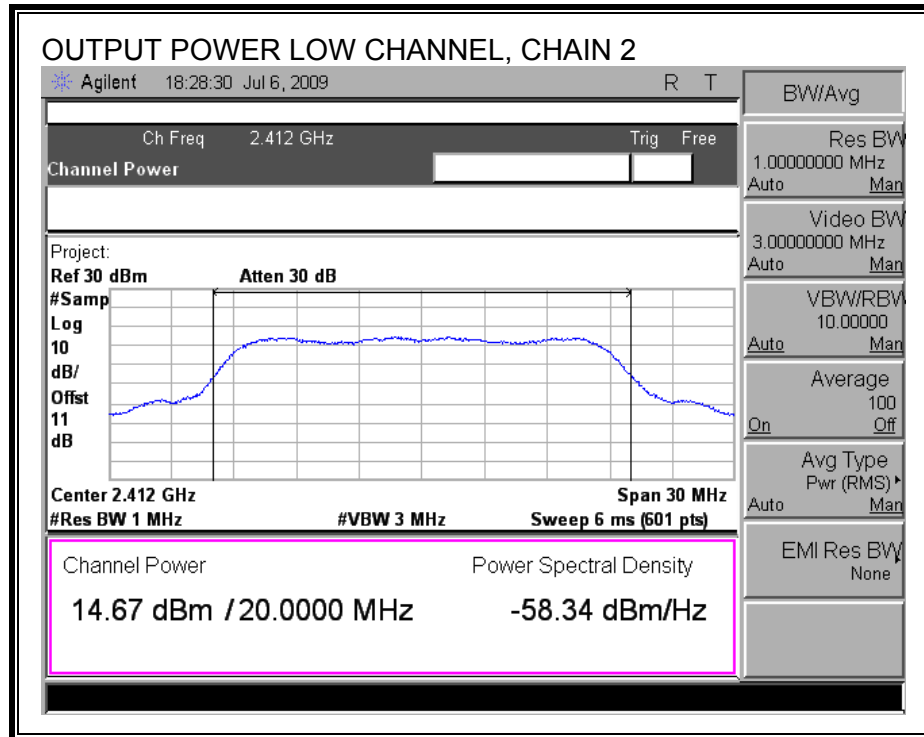 OUTPUT POWER LOW CHANNEL, CHAIN 2
Agilent 18:28:30 Jul 6, 2009 R T
Ch Freq 2.412 GHz Trig Free
Channel Power
Project:
Ref 30 dBm Atten 30 dB
#Samp
Log
10
dB/
Offst
11
dB
Center 2.412 GHz Span 30 MHz
#Res BW 1 MHz #VBW 3 MHz Sweep 6 ms (601 pts)
Channel Power Power Spectral Density
14.67 dBm / 20.0000 MHz -58.34 dBm/Hz
BW/Avg
Res BW
1.00000000 MHz
Auto Man
Video BW
3.00000000 MHz
Auto Man
VBW/RBW
10.00000
Auto Man
Average
100
On Off
Avg Type
Pwr (RMS)
Auto Man
EMI Res BW
None